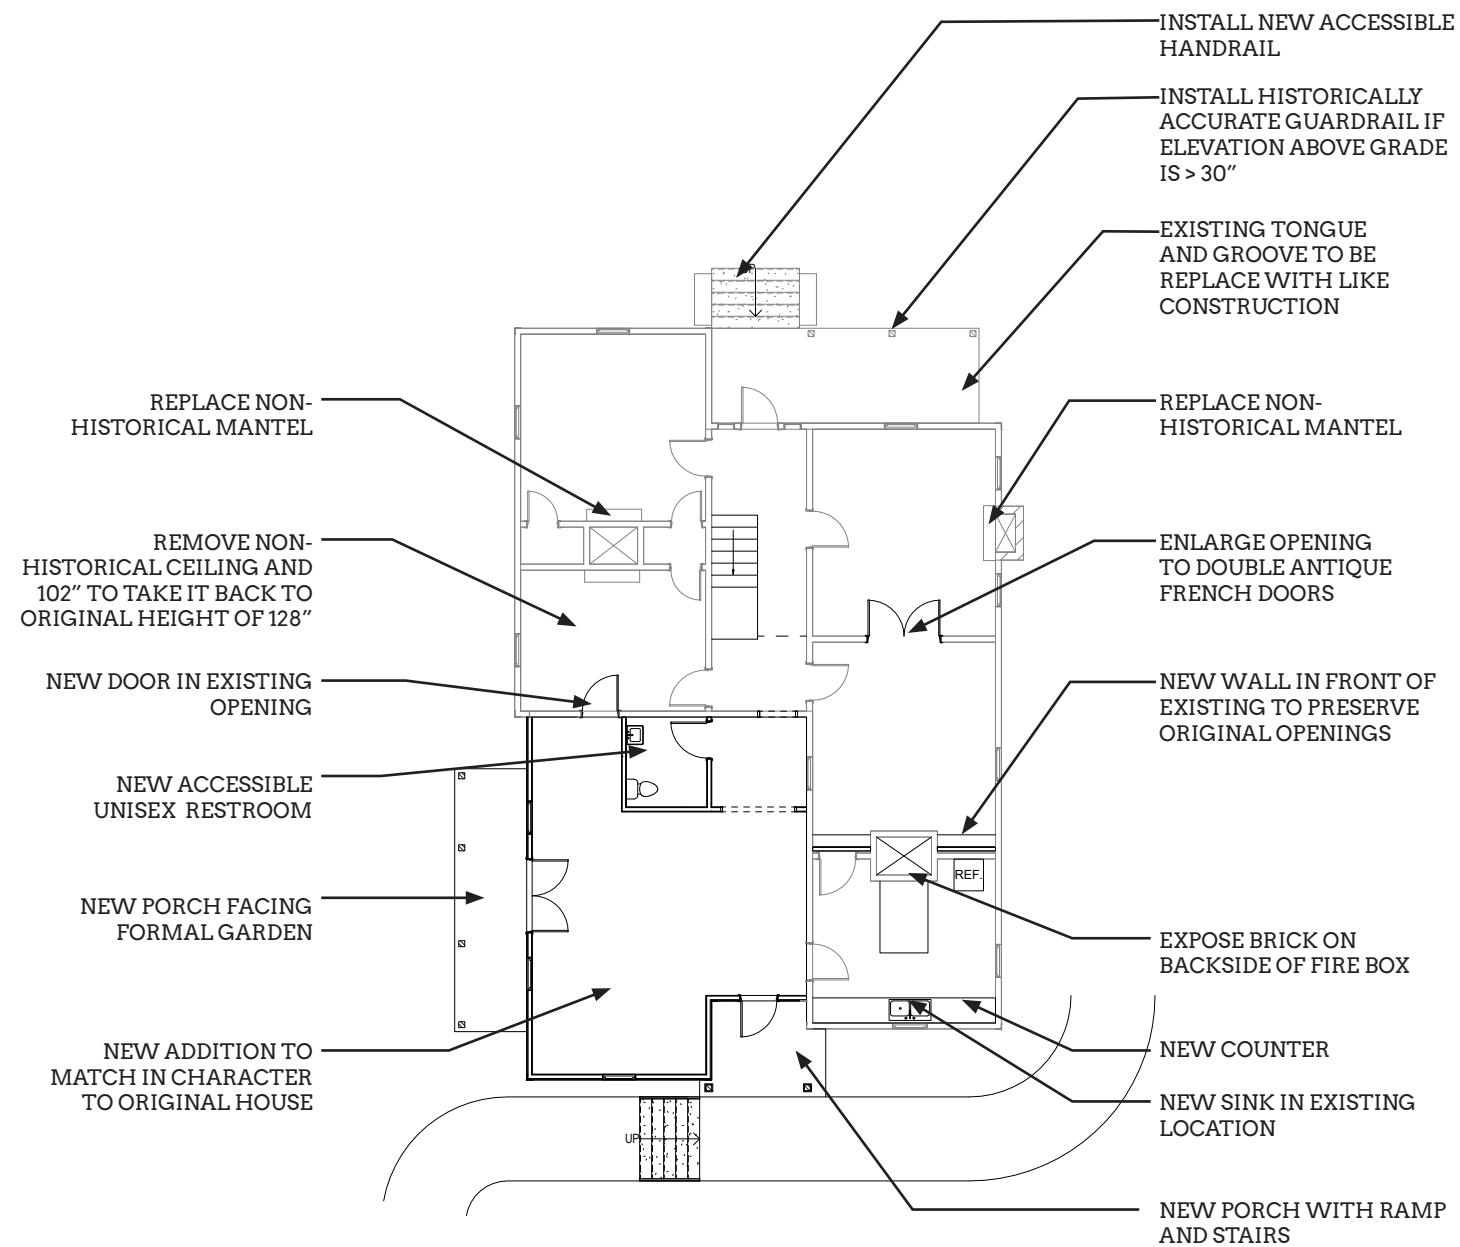 INSTALL NEW ACCESSIBLE
HANDRAIL
INSTALL HISTORICALLY
ACCURATE GUARDRAIL IF
ELEVATION ABOVE GRADE
IS > 30”
EXISTING TONGUE
AND GROOVE TO BE
REPLACE WITH LIKE
CONSTRUCTION
REPLACE NON-
HISTORICAL MANTEL
ENLARGE OPENING
TO DOUBLE ANTIQUE
FRENCH DOORS
NEW WALL IN FRONT OF
EXISTING TO PRESERVE
ORIGINAL OPENINGS
EXPOSE BRICK ON
BACKSIDE OF FIRE BOX
NEW COUNTER
NEW SINK IN EXISTING
LOCATION
NEW PORCH WITH RAMP
AND STAIRS
REPLACE NON-
HISTORICAL MANTEL
REMOVE NON-
HISTORICAL CEILING AND
102” TO TAKE IT BACK TO
ORIGINAL HEIGHT OF 128”
NEW DOOR IN EXISTING
OPENING
NEW ACCESSIBLE
UNISEX RESTROOM
NEW PORCH FACING
FORMAL GARDEN
NEW ADDITION TO
MATCH IN CHARACTER
TO ORIGINAL HOUSE
REF.
UP